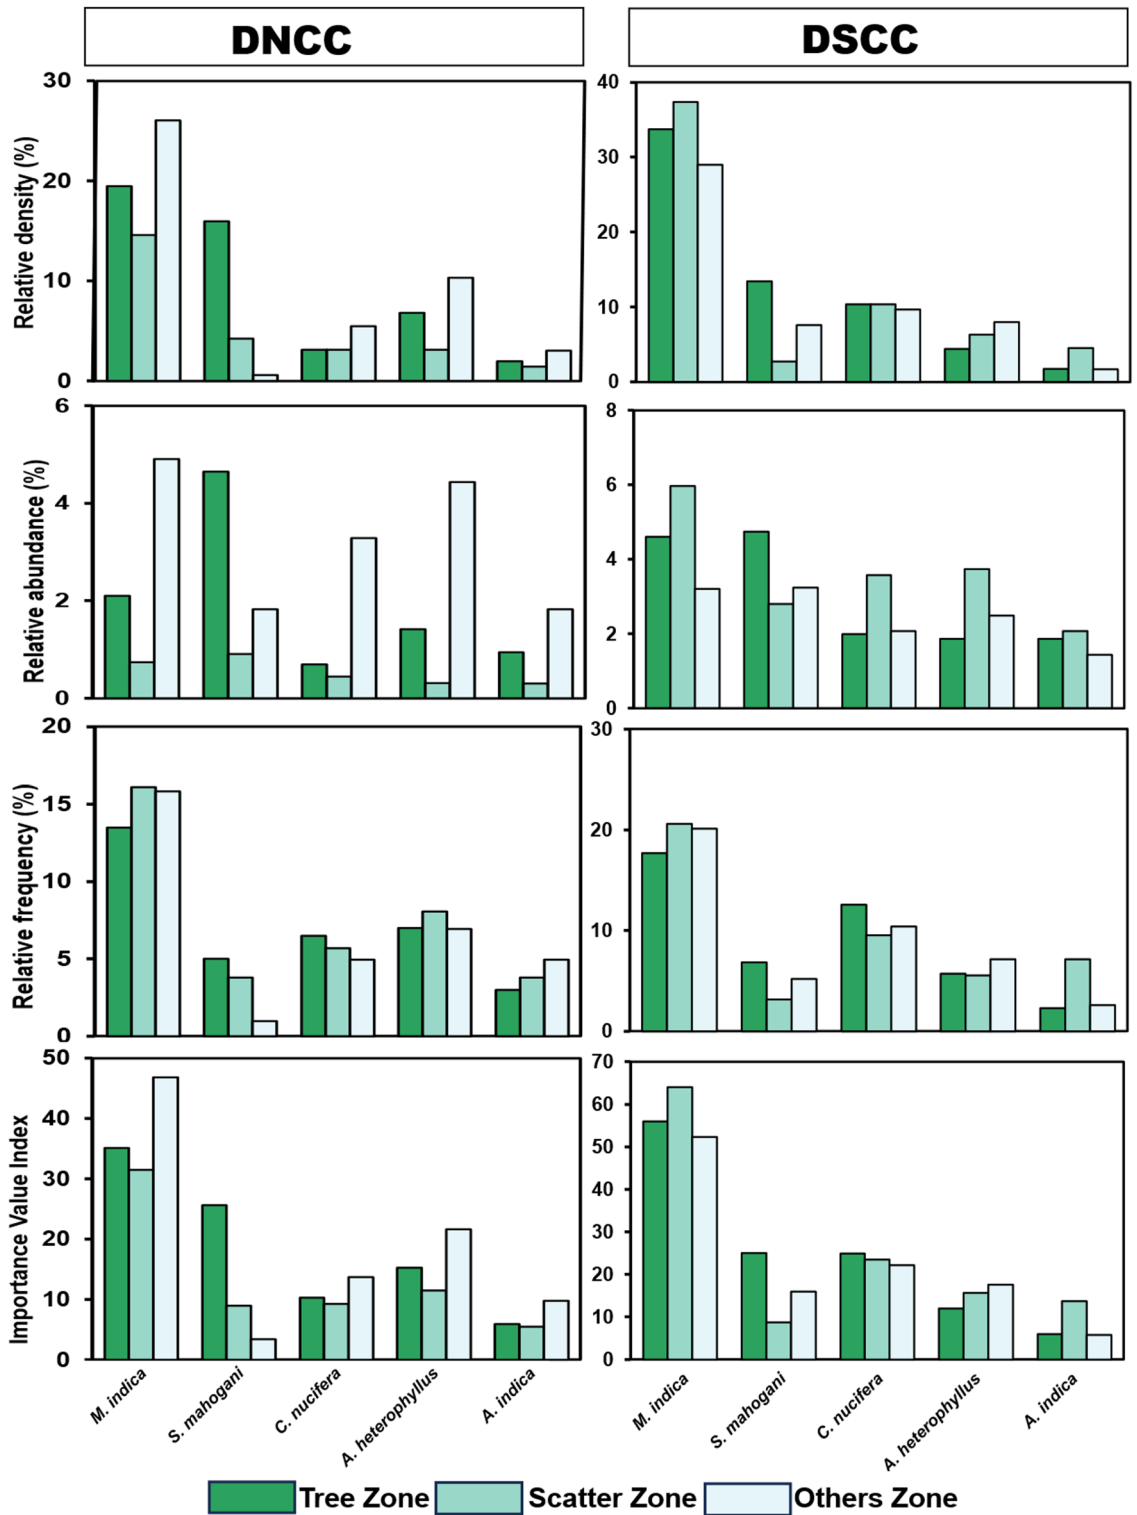 DNCC
DSCC
Relative density (%)
30
20
10
0
40
30
20
10
0
Relative abundance (%)
6
4
2
0
8
6
4
2
0
Relative frequency (%)
20
15
10
5
0
30
20
10
0
Importance Value Index
50
40
30
20
10
0
70
60
50
40
30
20
10
0
M. indica
S. mahogani
C. nucifera
A. heterophyllus
A. indica
M. indica
S. mahogani
C. nucifera
A. heterophyllus
A. indica
Tree Zone
Scatter Zone
Others Zone